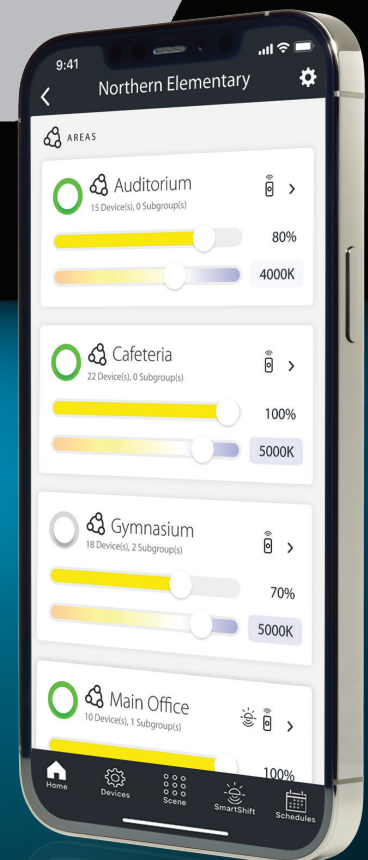 9:41
Northern Elementary
AREAS
Auditorium
15 Device(s), 0 Subgroup(s)
80%
4000K
Cafeteria
22 Device(s), 0 Subgroup(s)
100%
5000K
Gymnasium
18 Device(s), 2 Subgroup(s)
70%
5000K
Main Office
10 Device(s), 1 Subgroup(s)
100%
Home
Devices
Scene
SmartShift
Schedules